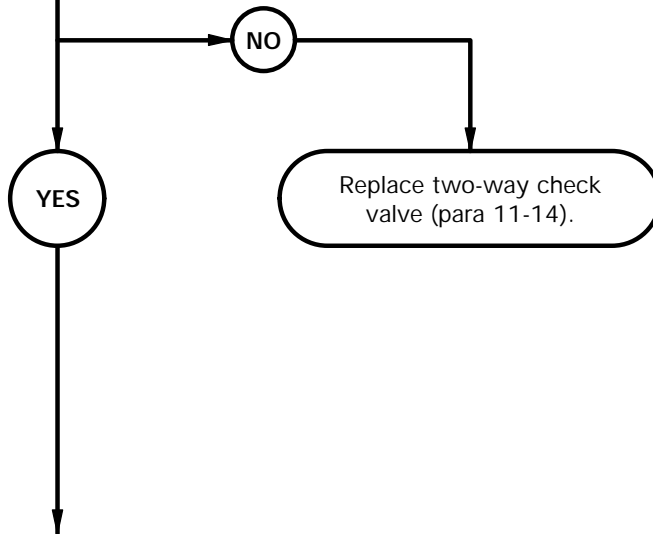 NO
YES
Replace two-way check
valve (para 11-14).